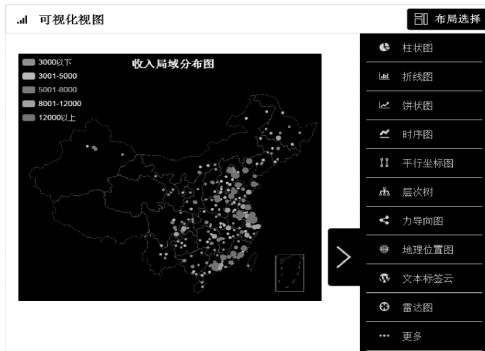 可视化视图
布局选择
3000以下
3001-5000
5001-8000
8001-12000
12000以上
收入局域分布图
柱状图
折线图
饼状图
时序图
平行坐标图
层次树
力导向图
地理位置图
文本标签云
雷达图
更多